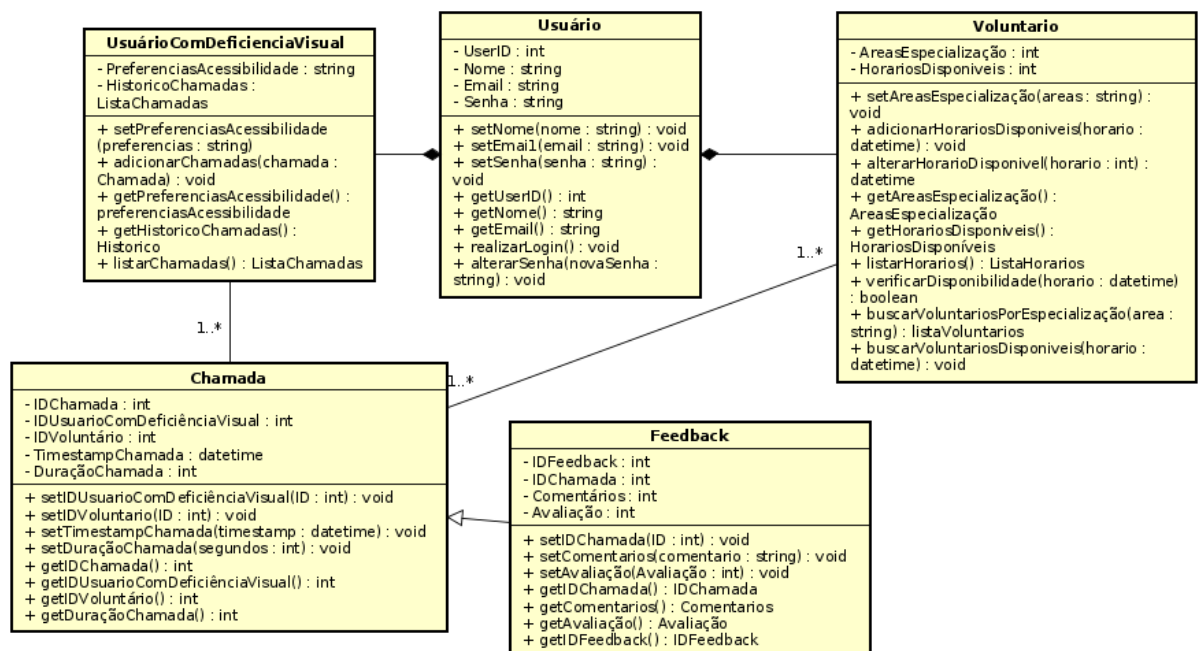 UsuárioComDeficienciaVisual
- PreferenciasAcessibilidade : string
- HistoricoChamadas :
ListaChamadas
+ setPreferenciasAcessibilidade
(preferencias : string)
+ adicionarChamadas(chamada :
Chamada) : void
+ getPreferenciasAcessibilidade() :
preferenciasAcessibilidade
+ getHistoricoChamadas() :
Historico
+ listarChamadas() : ListaChamadas
Usuário
- UserID : int
- Nome : string
- Email : string
- Senha : string
+ setNome(nome : string) : void
+ setEmai1(email : string) : void
+ setSenha(senha : string) :
void
+ getUserID() : int
+ getNome() : string
+ getEmail() : string
+ realizarLogin() : void
+ alterarSenha(novaSenha :
string) : void
Voluntario
- AreasEspecialização : int
- HorariosDisponiveis : int
+ setAreasEspecialização(areas : string) :
void
+ adicionarHorariosDisponiveis(horario :
datetime) : void
+ alterarHorarioDisponivel(horario : int) :
datetime
+ getAreasEspecialização() :
AreasEspecialização
+ getHorariosDisponiveis() :
HorariosDisponíveis
+ listarHorarios() : ListaHorarios
+ verificarDisponibilidade(horario : datetime)
: boolean
+ buscarVoluntariosPorEspecialização(area :
string) : listaVoluntarios
+ buscarVoluntariosDisponiveis(horario :
datetime) : void
1..*
1..*
1..*
Chamada
- IDChamada : int
- IDUsuarioComDeficiênciaVisual : int
- IDVoluntário : int
- TimestampChamada : datetime
- DuraçãoChamada : int
+ setIDUsuarioComDeficiênciaVisual(ID : int) : void
+ setIDVoluntario(ID : int) : void
+ setTimestampChamada(timestamp : datetime) : void
+ setDuraçãoChamada(segundos : int) : void
+ getIDChamada() : int
+ getIDUsuarioComDeficiênciaVisual() : int
+ getIDVoluntário() : int
+ getDuraçãoChamada() : int
Feedback
- IDFeedback : int
- IDChamada : int
- Comentários : int
- Avaliação : int
+ setIDChamada(ID : int) : void
+ setComentarios(comentario : string) : void
+ setAvaliação(Avaliação : int) : void
+ getIDChamada() : IDChamada
+ getComentarios() : Comentarios
+ getAvaliação() : Avaliação
+ getIDFeedback() : IDFeedback